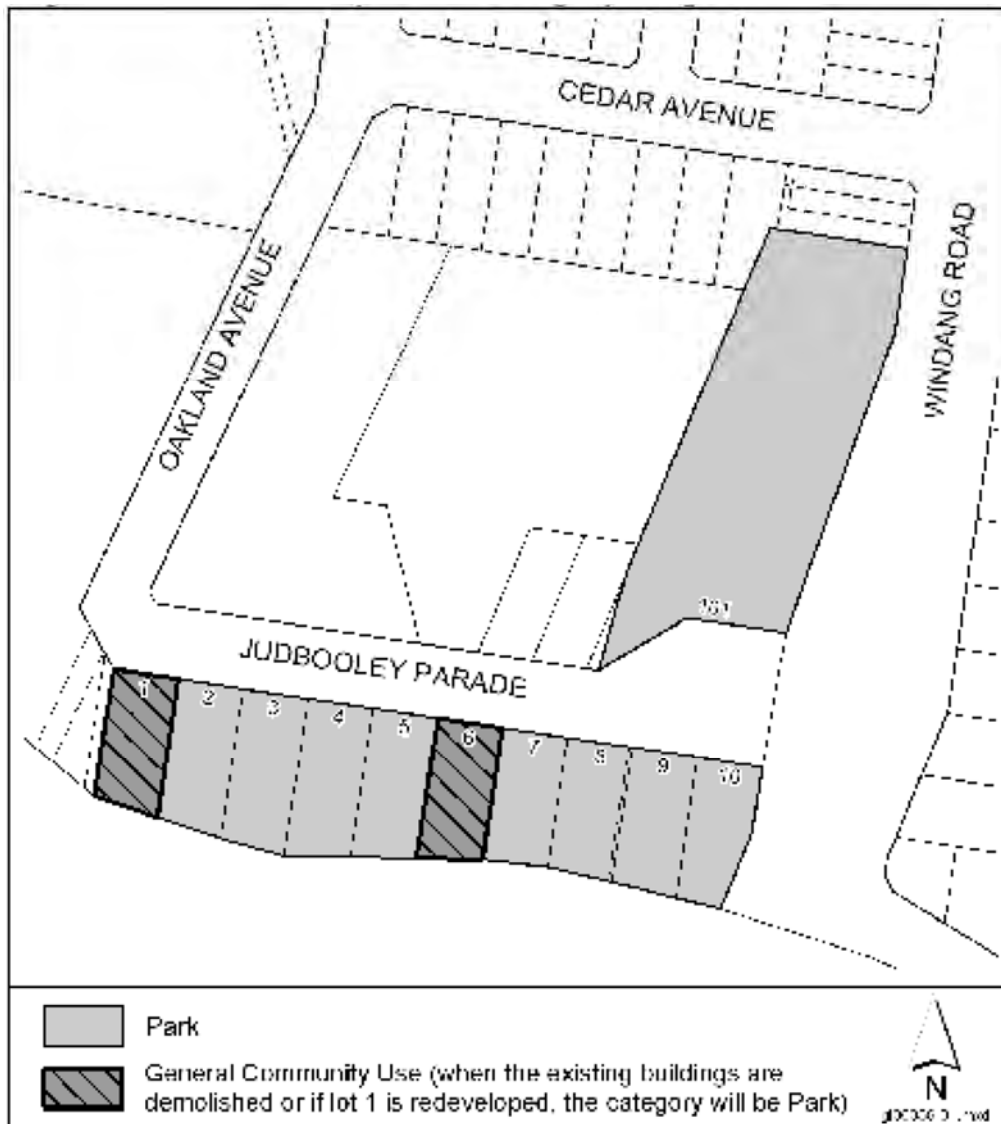 CEDAR AVENUE
OAKLAND AVENUE
WINDANG ROAD
JUDBOOLEY PARADE
1
2
3
4
5
6
7
8
9
10
Park
General Community Use (when the existing buildings are
demolished or if lot 1 is redeveloped, the category will be Park)
N